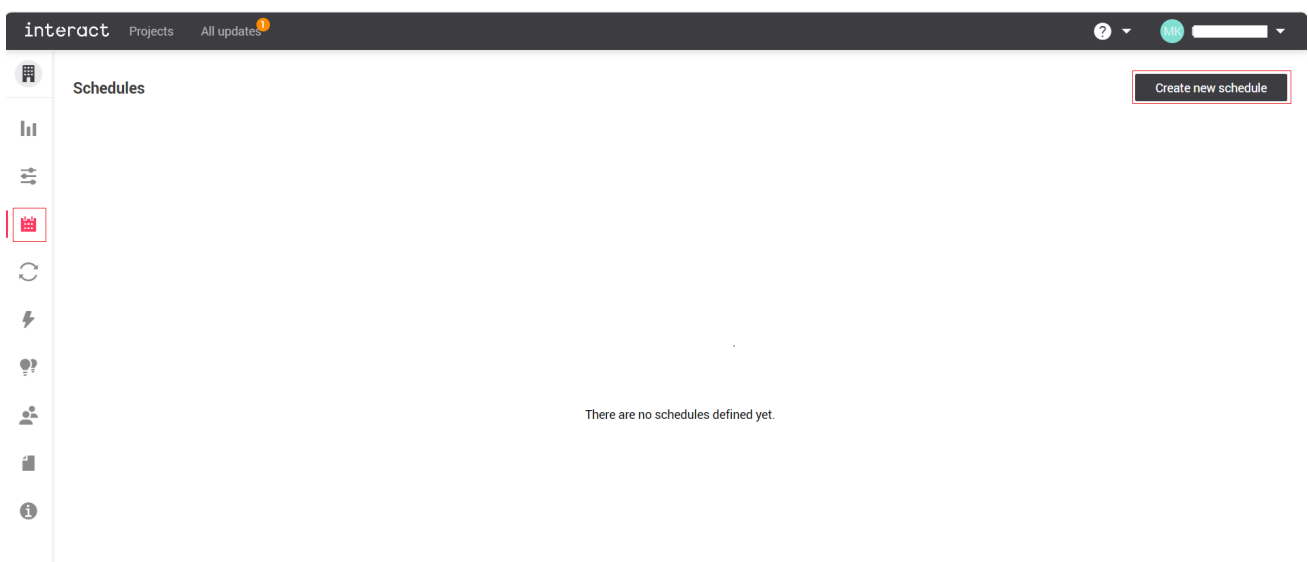 interact Projects All updates 1 ? MK
Schedules
Create new schedule
There are no schedules defined yet.